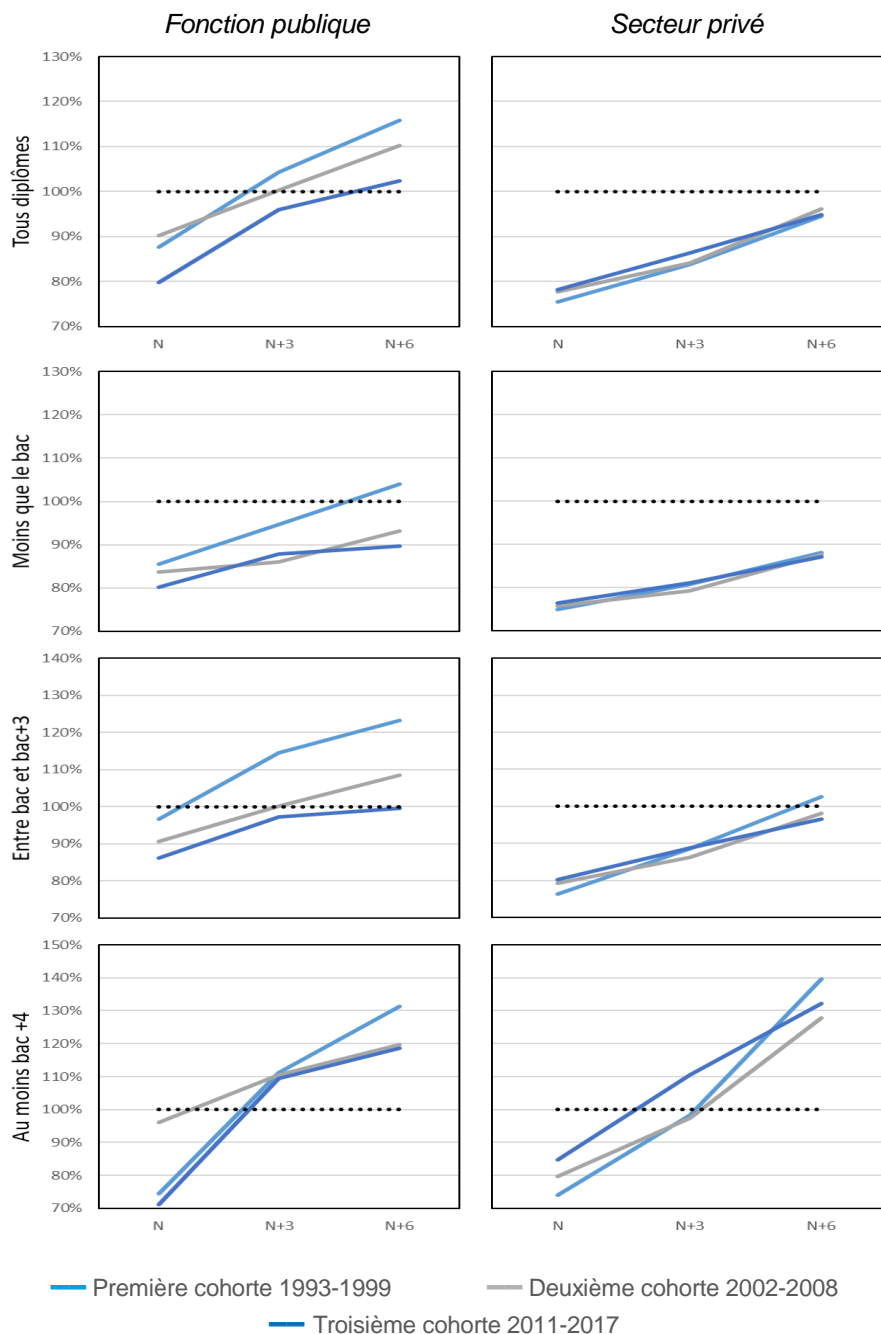 Fonction publique
Secteur privé
Tous diplômes
130%
120%
110%
100%
90%
80%
70%
N
N+3
N+6
N
N+3
N+6
Moins que le bac
130%
120%
110%
100%
90%
80%
70%
Entre bac et bac+3
140%
130%
120%
110%
100%
90%
80%
70%
Au moins bac +4
150%
140%
130%
120%
110%
100%
90%
80%
70%
N
N+3
N+6
N
N+3
N+6
Première cohorte 1993-1999
Deuxième cohorte 2002-2008
Troisième cohorte 2011-2017